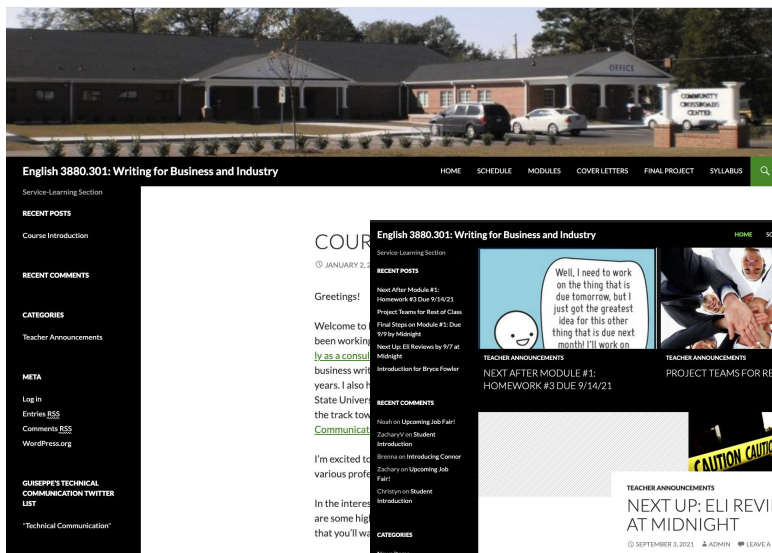 OFFICE
COMMUNITY
CROSSROADS
CENTER
English 3880.301: Writing for Business and Industry
HOME SCHEDULE MODULES COVER LETTERS FINAL PROJECT SYLLABUS
Service-Learning Section
RECENT POSTS
Course Introduction
RECENT COMMENTS
CATEGORIES
Teacher Announcements
META
Log in
Entries RSS
Comments RSS
WordPress.org
GUISEPPE'S TECHNICAL
COMMUNICATION TWITTER
LIST
"Technical Communication"
COUR
JANUARY 2, 2
Greetings!
Welcome to
been working
ly as a consul
business writ
years. I also h
State Univers
the track tow
Communicat
I'm excited to
various profe
In the interes
are some hig
that you'll wa
English 3880.301: Writing for Business and Industry
HOME SC
Service-Learning Section
RECENT POSTS
Next After Module #1:
Homework #3 Due 9/14/21
Project Teams for Rest of Class
Final Steps on Module #1: Due
9/9 by Midnight
Next Up: Eli Reviews by 9/7 at
Midnight
Introduction for Bryce Fowler
RECENT COMMENTS
Noah on Upcoming Job Fair!
ZacharyV on Student
Introduction
Brenna on Introducing Connor
Zachary on Upcoming Job
Fair!
Christyn on Student
Introduction
CATEGORIES
Well, I need to work
on the thing that is
due tomorrow, but I
just got the greatest
idea for this other
thing that is due next
month! I'll work on
TEACHER ANNOUNCEMENTS
NEXT AFTER MODULE #1:
HOMEWORK #3 DUE 9/14/21
TEACHER ANNOUNCEMENTS
PROJECT TEAMS FOR RE
CAUTION CAUTIO
TEACHER ANNOUNCEMENTS
NEXT UP: ELI REVI
AT MIDNIGHT
SEPTEMBER 3, 2021 ADMIN LEAVE A